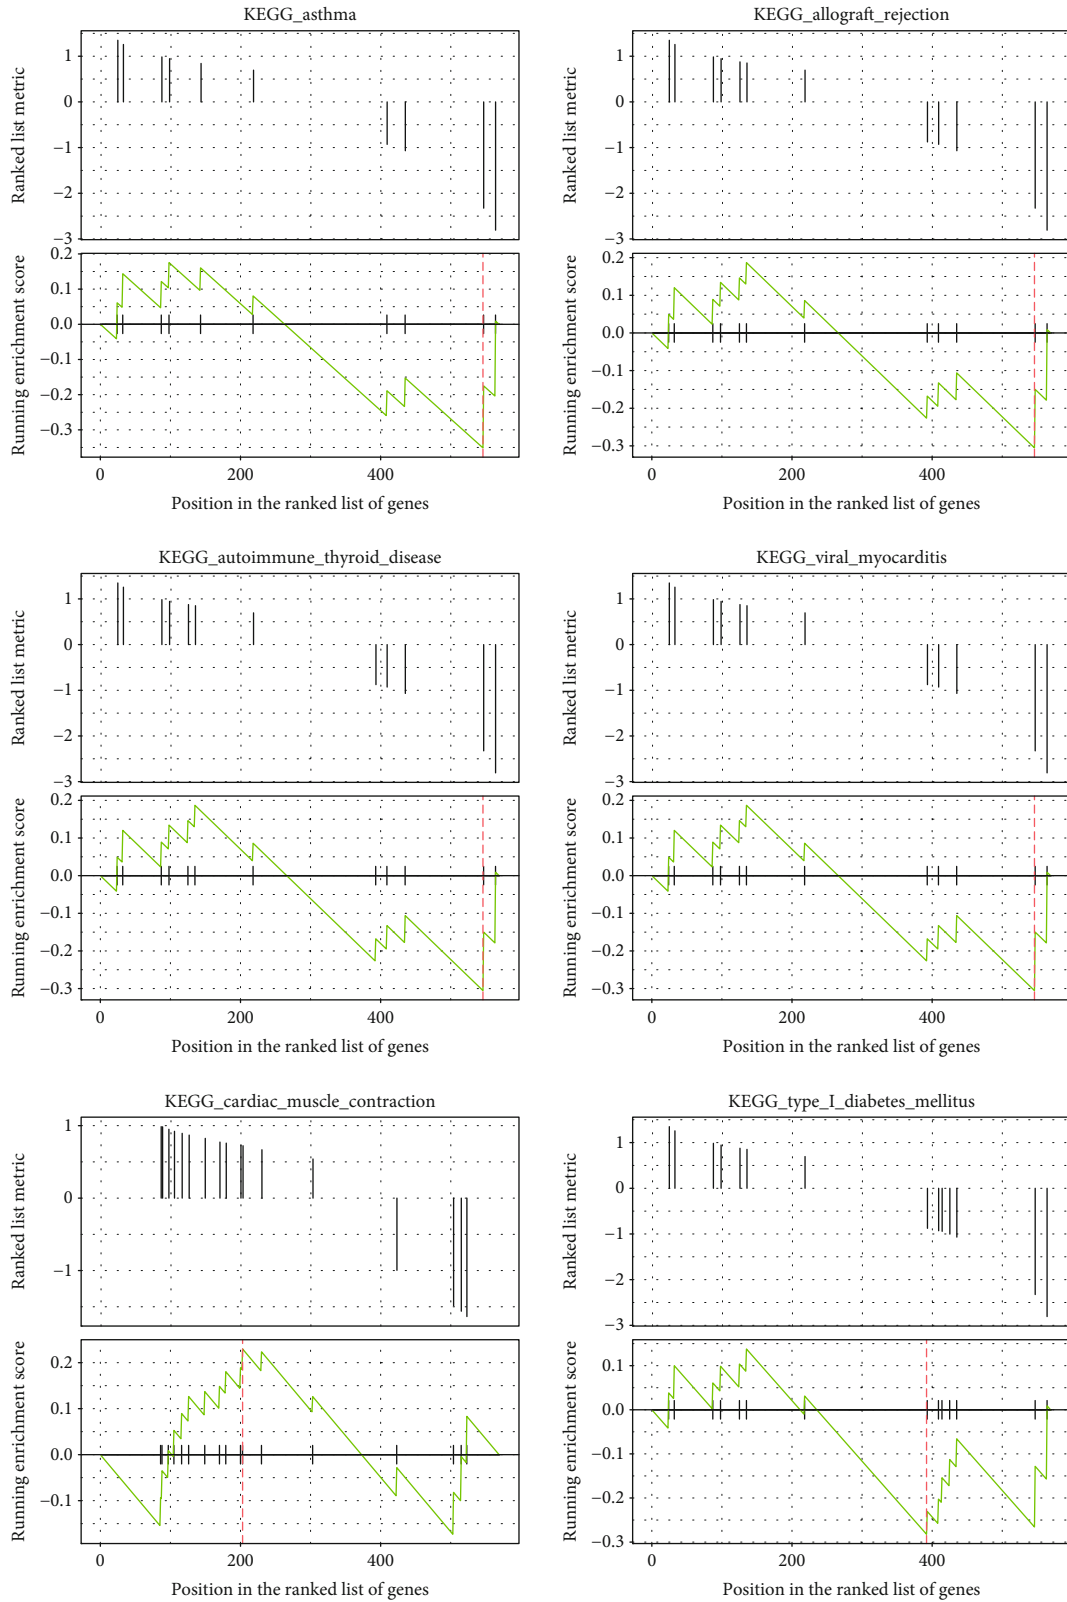 KEGG_asthma
Ranked list metric
1
0
−1
−2
−3
Running enrichment score
0.2
0.1
0.0
−0.1
−0.2
−0.3
0 200 400
Position in the ranked list of genes
KEGG_allograft_rejection
Ranked list metric
1
0
−1
−2
−3
Running enrichment score
0.2
0.1
0.0
−0.1
−0.2
−0.3
0 200 400
Position in the ranked list of genes
KEGG_autoimmune_thyroid_disease
Ranked list metric
1
0
−1
−2
−3
Running enrichment score
0.2
0.1
0.0
−0.1
−0.2
−0.3
0 200 400
Position in the ranked list of genes
KEGG_viral_myocarditis
Ranked list metric
1
0
−1
−2
−3
Running enrichment score
0.2
0.1
0.0
−0.1
−0.2
−0.3
0 200 400
Position in the ranked list of genes
KEGG_cardiac_muscle_contraction
Ranked list metric
1
0
−1
Running enrichment score
0.2
0.1
0.0
−0.1
0 200 400
Position in the ranked list of genes
KEGG_type_I_diabetes_mellitus
Ranked list metric
1
0
−1
−2
−3
Running enrichment score
0.1
0.0
−0.1
−0.2
−0.3
0 200 400
Position in the ranked list of genes